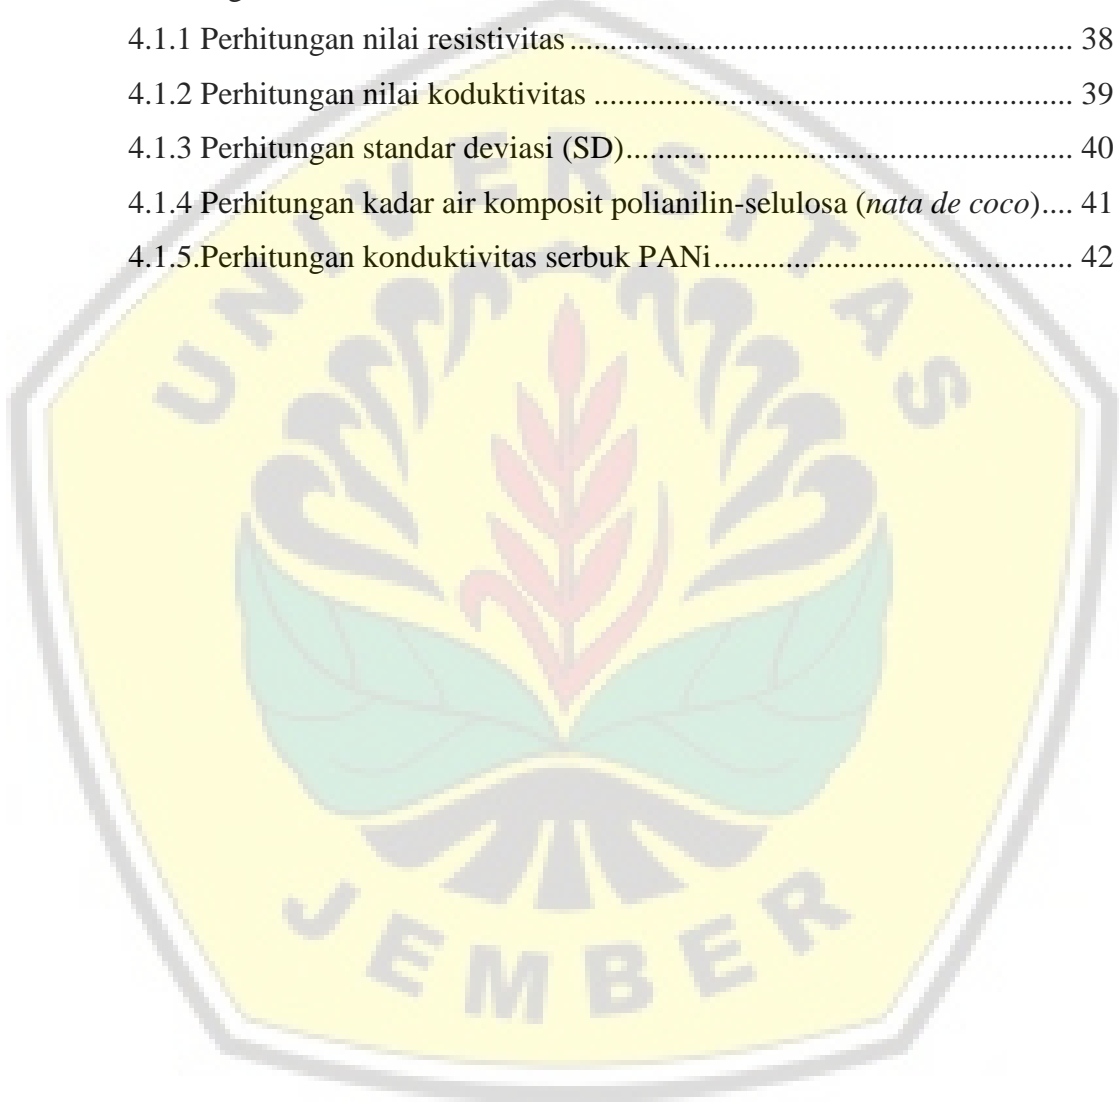 4.1.1 Perhitungan nilai resistivitas ................................................................ 38
4.1.2 Perhitungan nilai koduktivitas ............................................................. 39
4.1.3 Perhitungan standar deviasi (SD)......................................................... 40
4.1.4 Perhitungan kadar air komposit polianilin-selulosa (nata de coco).... 41
4.1.5.Perhitungan konduktivitas serbuk PANi.............................................. 42
UNIVERSITAS
JEMBER